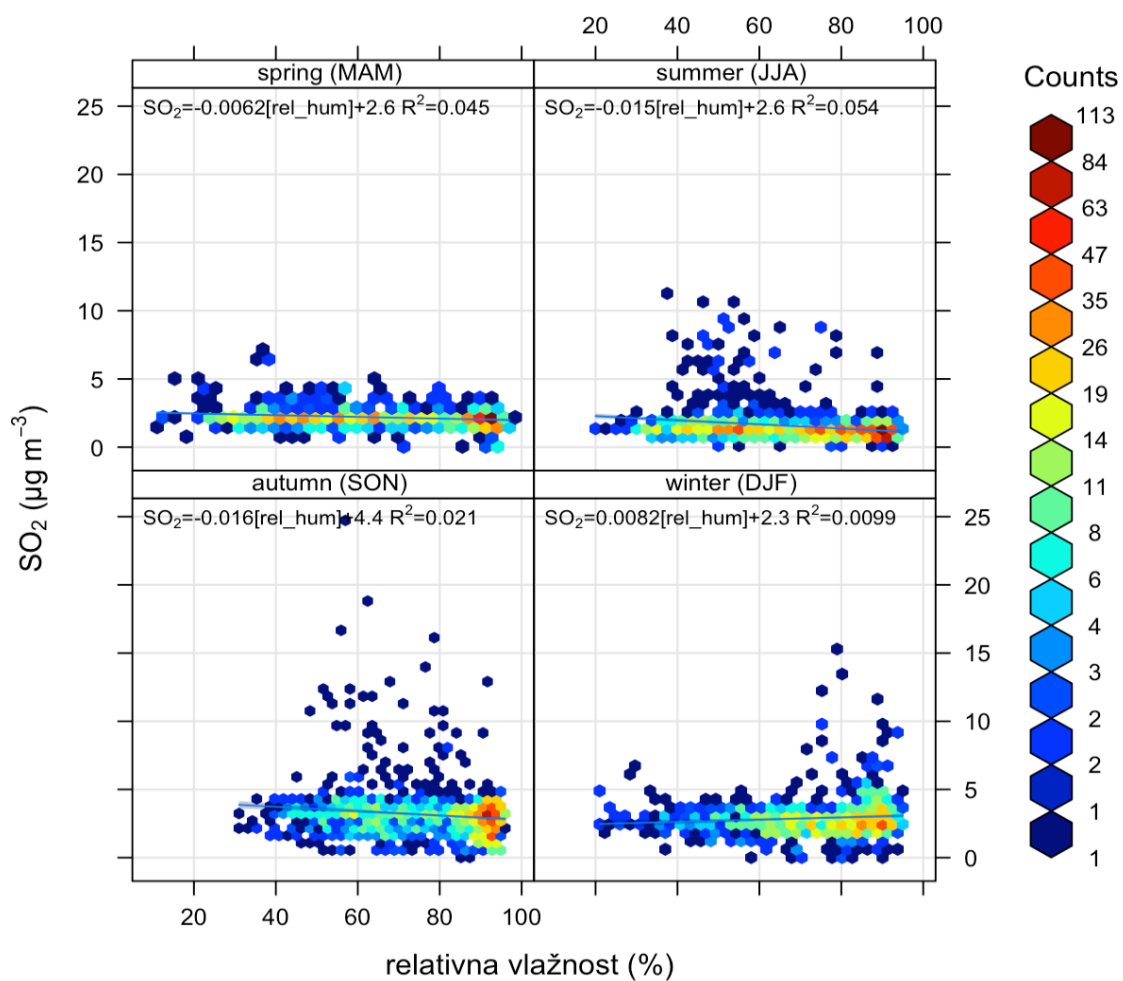 20 40 60 80 100
spring (MAM)
summer (JJA)
Counts
SO₂=-0.0062[rel_hum]+2.6 R²=0.045
SO₂=-0.015[rel_hum]+2.6 R²=0.054
25
20
15
10
5
0
113
84
63
47
35
26
19
14
11
8
6
4
3
2
2
1
1
SO₂ (µg m⁻³)
autumn (SON)
winter (DJF)
SO₂=-0.016[rel_hum]+4.4 R²=0.021
SO₂=0.0082[rel_hum]+2.3 R²=0.0099
25
20
15
10
5
0
20 40 60 80 100
relativna vlažnost (%)